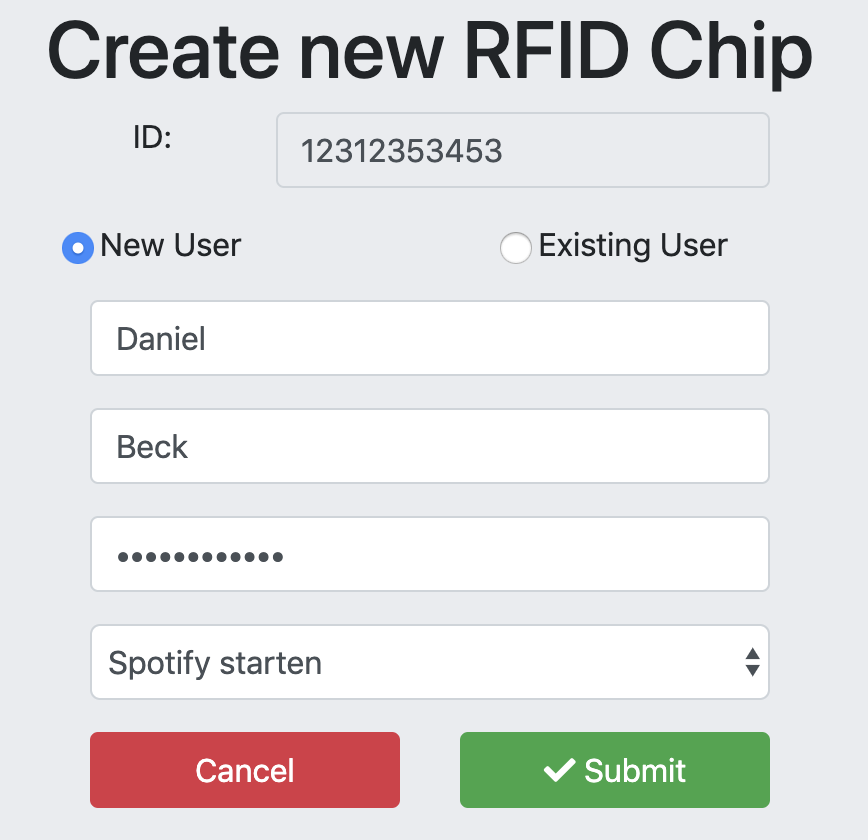 Create new RFID Chip
ID: 12312353453
New User Existing User
Daniel
Beck
••••••••••••
Spotify starten
Cancel Submit